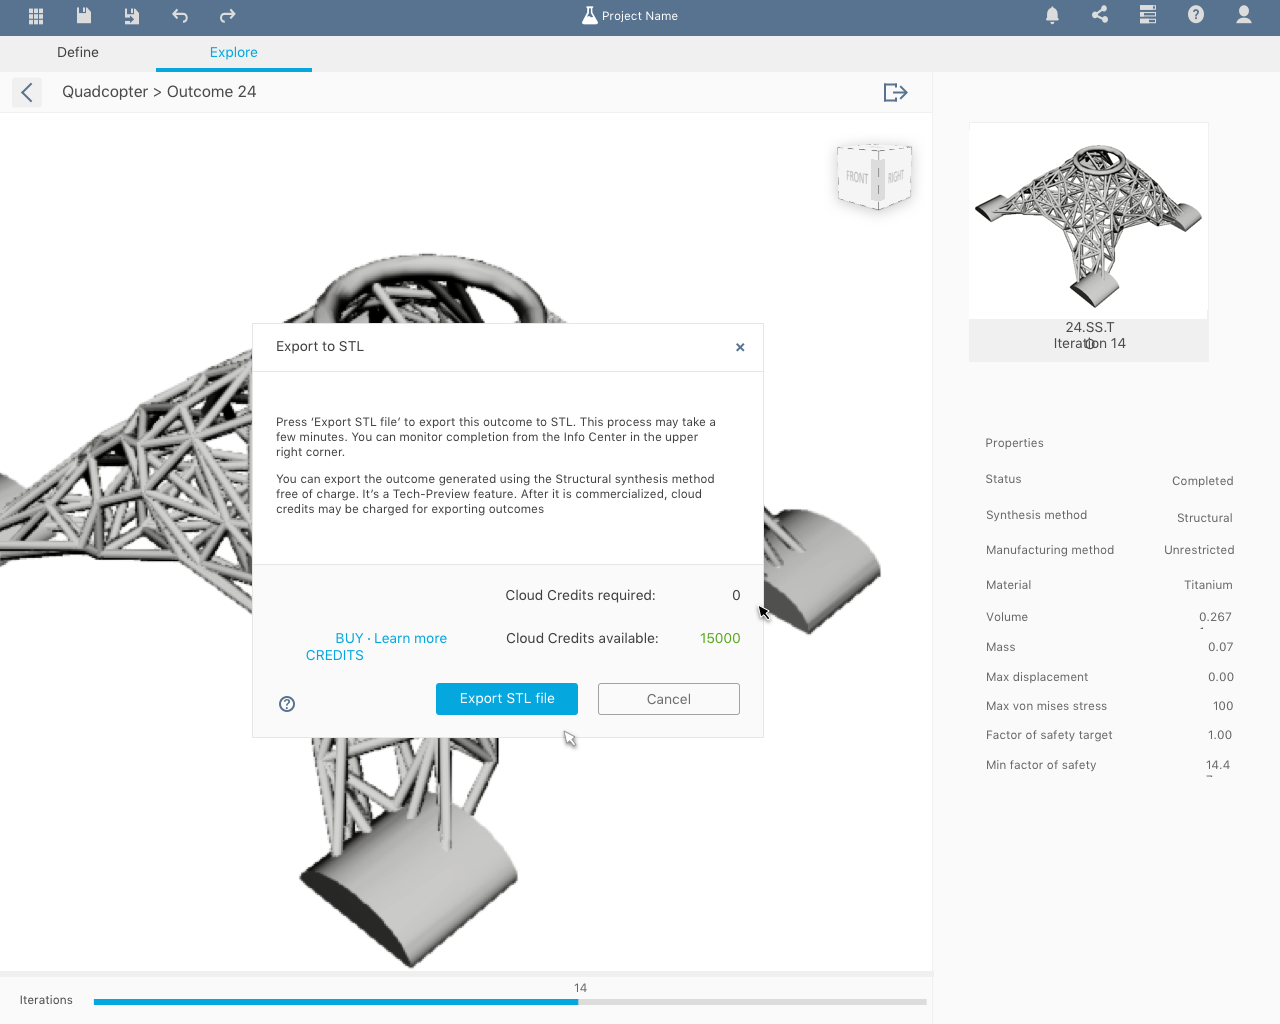 Project Name
Define
Explore
Quadcopter > Outcome 24
FRONT
RIGHT
24.SS.T
Iteration 14
Export to STL
×
Press ‘Export STL file’ to export this outcome to STL. This process may take a
few minutes. You can monitor completion from the Info Center in the upper
right corner.
You can export the outcome generated using the Structural synthesis method
free of charge. It’s a Tech-Preview feature. After it is commercialized, cloud
credits may be charged for exporting outcomes
Cloud Credits required: 0
BUY · Learn more
CREDITS
Cloud Credits available: 15000
Export STL file
Cancel
Properties
Status Completed
Synthesis method Structural
Manufacturing method Unrestricted
Material Titanium
Volume 0.267
Mass 0.07
Max displacement 0.00
Max von mises stress 100
Factor of safety target 1.00
Min factor of safety 14.4
14
Iterations